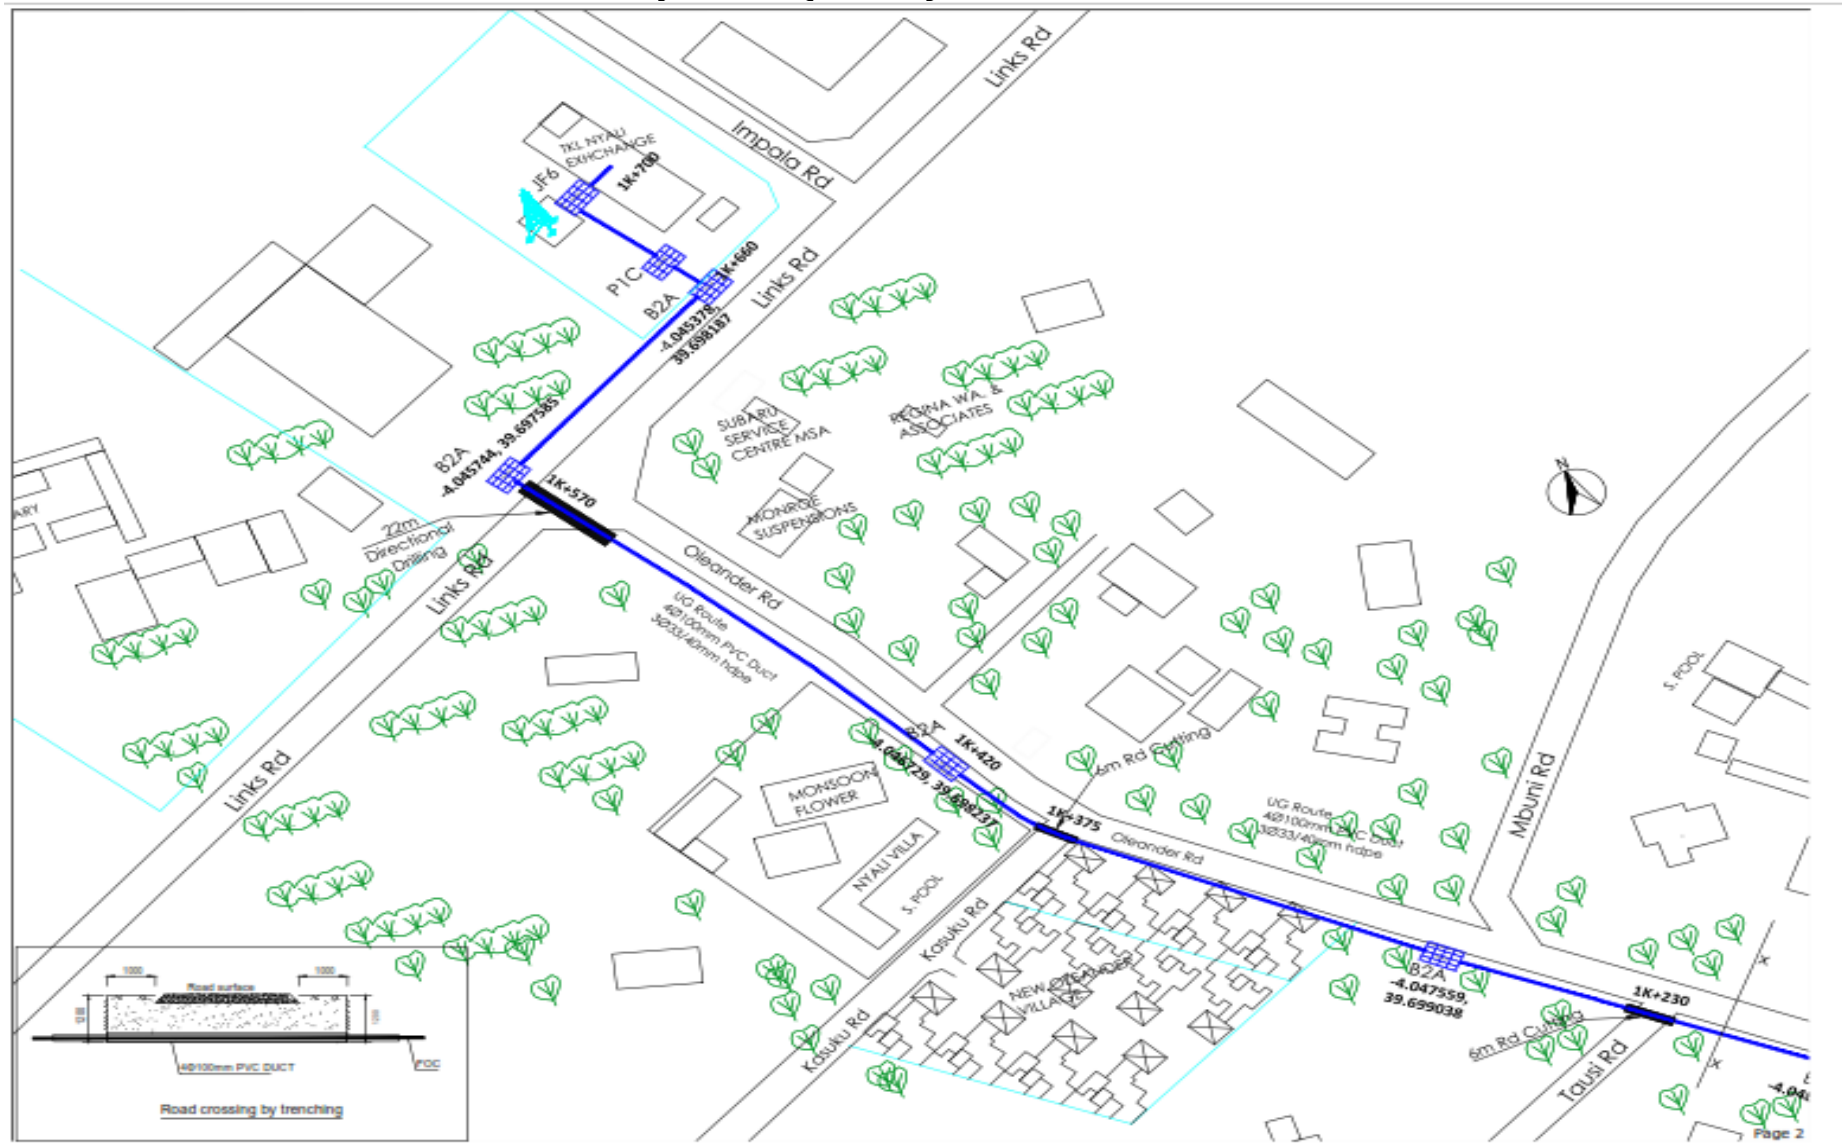 Links Rd
Impala Rd
TKL NYALI
EXHCHANGE
1K+700
JF6
P1C
B2A
1K+660
Links Rd
-4.045378,
39.698187
B2A
-4.045744, 39.697585
1K+570
22m
Directional
Drilling
Links Rd
SUBARU
SERVICE
CENTRE MSA
REGINA WA. &
ASSOCIATES
MONROE
SUSPENSIONS
N
ARY
Oleander Rd
UG Route
4Ø100mm PVC Duct
3Ø33/40mm hdpe
S. POOL
B2A
1K+420
-4.046729, 39.698237
6m Rd Cutting
1K+375
Oleander Rd
UG Route
4Ø100mm PVC Duct
3Ø33/40mm hdpe
Mbuni Rd
Links Rd
MONSOON
FLOWER
NYALI VILLA
S. POOL
Kasuku Rd
NEW OLEANDER
VILLAGE
B2A
-4.047559,
39.699038
1K+230
6m Rd Cutting
x
x
Kasuku Rd
Tausi Rd
1000
1000
Road surface
4Φ100mm PVC DUCT
FOC
Road crossing by trenching
Page 2